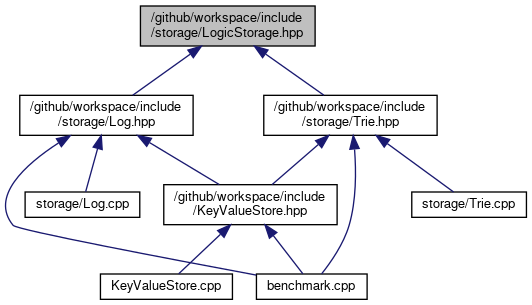 /github/workspace/include
/storage/LogicStorage.hpp
/github/workspace/include
/storage/Log.hpp
/github/workspace/include
/storage/Trie.hpp
storage/Log.cpp
/github/workspace/include
/KeyValueStore.hpp
storage/Trie.cpp
KeyValueStore.cpp
benchmark.cpp